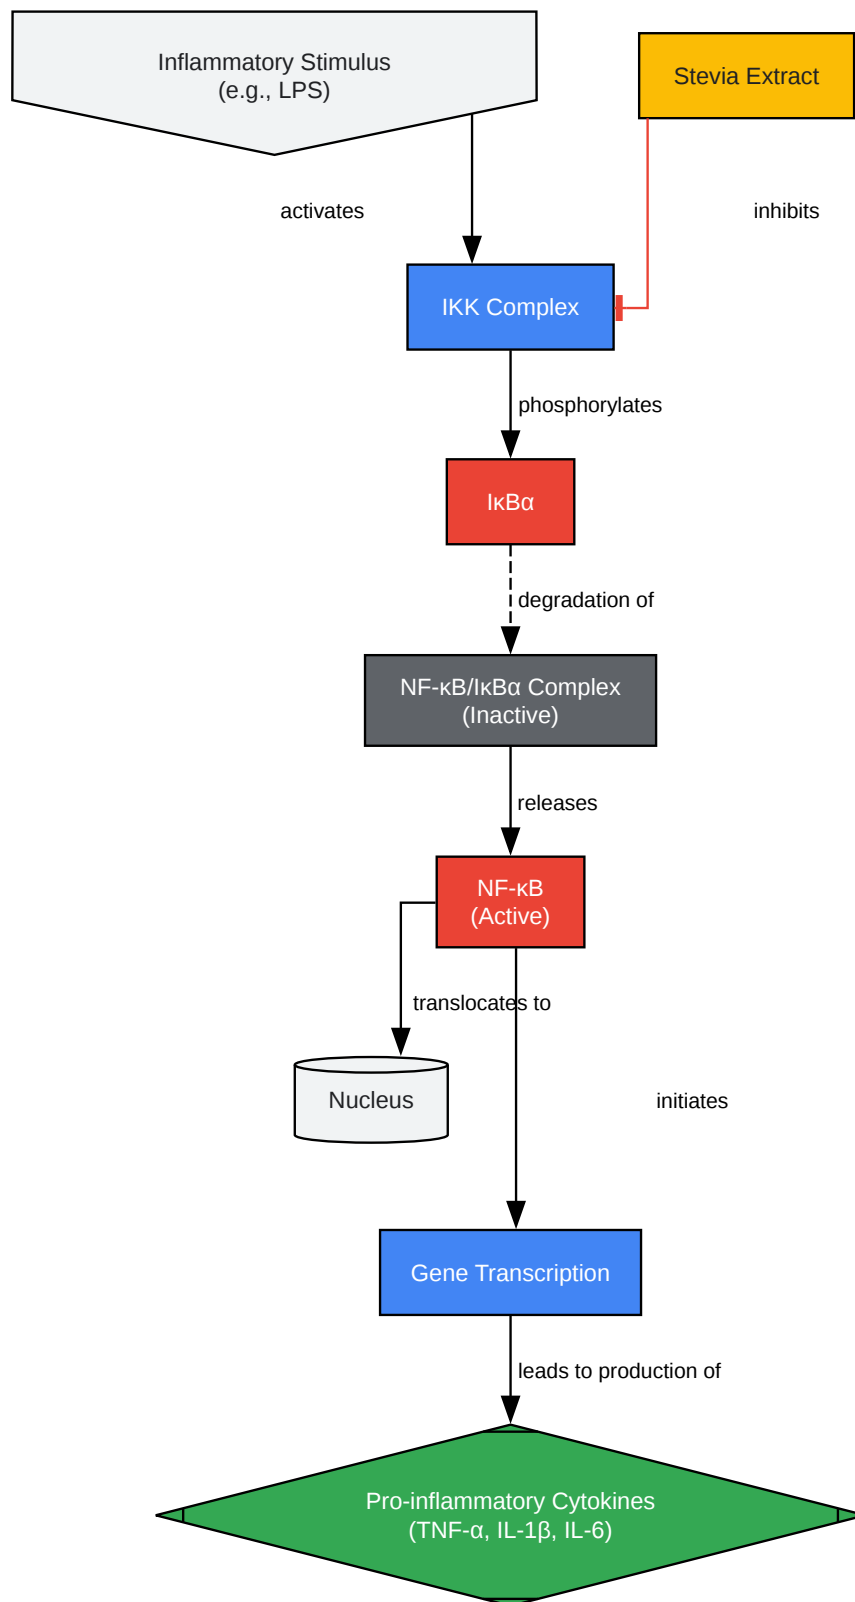 Inflammatory Stimulus
(e.g., LPS)
Stevia Extract
activates
inhibits
IKK Complex
phosphorylates
IκBα
degradation of
NF-κB/IκBα Complex
(Inactive)
releases
NF-κB
(Active)
translocates to
Nucleus
initiates
Gene Transcription
leads to production of
Pro-inflammatory Cytokines
(TNF-α, IL-1β, IL-6)